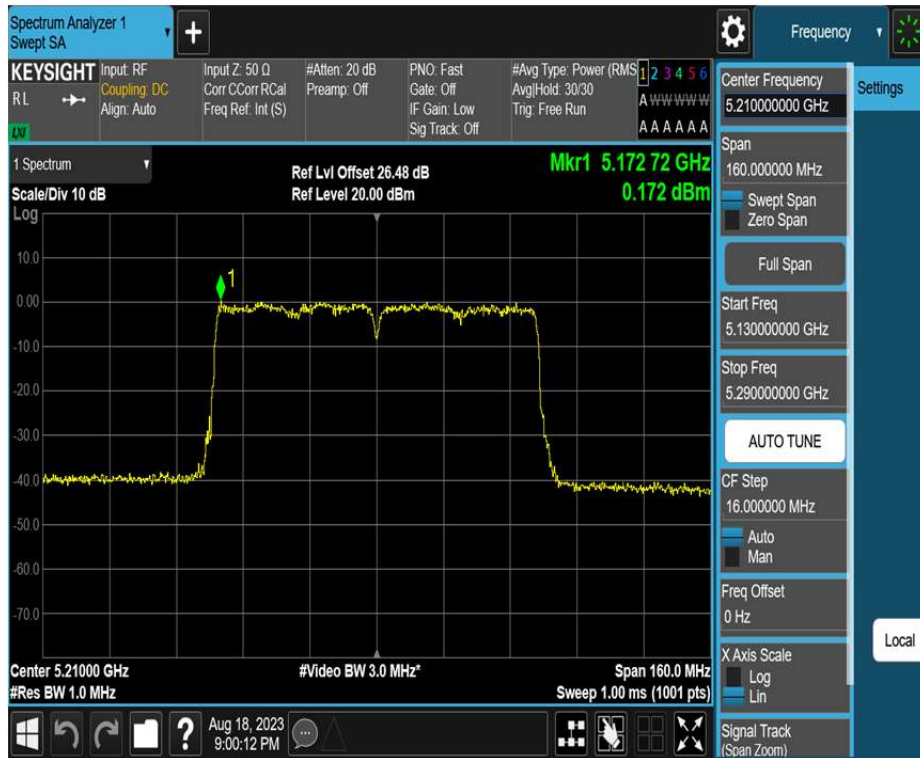 Spectrum Analyzer 1
Swept SA
+
Frequency
KEYSIGHT
RL
LXI
Input: RF
Coupling: DC
Align: Auto
Input Z: 50 Ω
Corr CCorr RCal
Freq Ref: Int (S)
#Atten: 20 dB
Preamp: Off
PNO: Fast
Gate: Off
IF Gain: Low
Sig Track: Off
#Avg Type: Power (RMS
Avg|Hold: 30/30
Trig: Free Run
1 2 3 4 5 6
A W W W W W
A A A A A A
1 Spectrum
Scale/Div 10 dB
Log
Ref Lvl Offset 26.48 dB
Ref Level 20.00 dBm
Mkr1 5.172 72 GHz
0.172 dBm
1
10.0
0.00
-10.0
-20.0
-30.0
-40.0
-50.0
-60.0
-70.0
Center 5.21000 GHz
#Res BW 1.0 MHz
#Video BW 3.0 MHz*
Span 160.0 MHz
Sweep 1.00 ms (1001 pts)
?
Aug 18, 2023
9:00:12 PM
Center Frequency
5.210000000 GHz
Span
160.000000 MHz
Swept Span
Zero Span
Full Span
Start Freq
5.130000000 GHz
Stop Freq
5.290000000 GHz
AUTO TUNE
CF Step
16.000000 MHz
Auto
Man
Freq Offset
0 Hz
X Axis Scale
Log
Lin
Signal Track
(Span Zoom)
Settings
Local